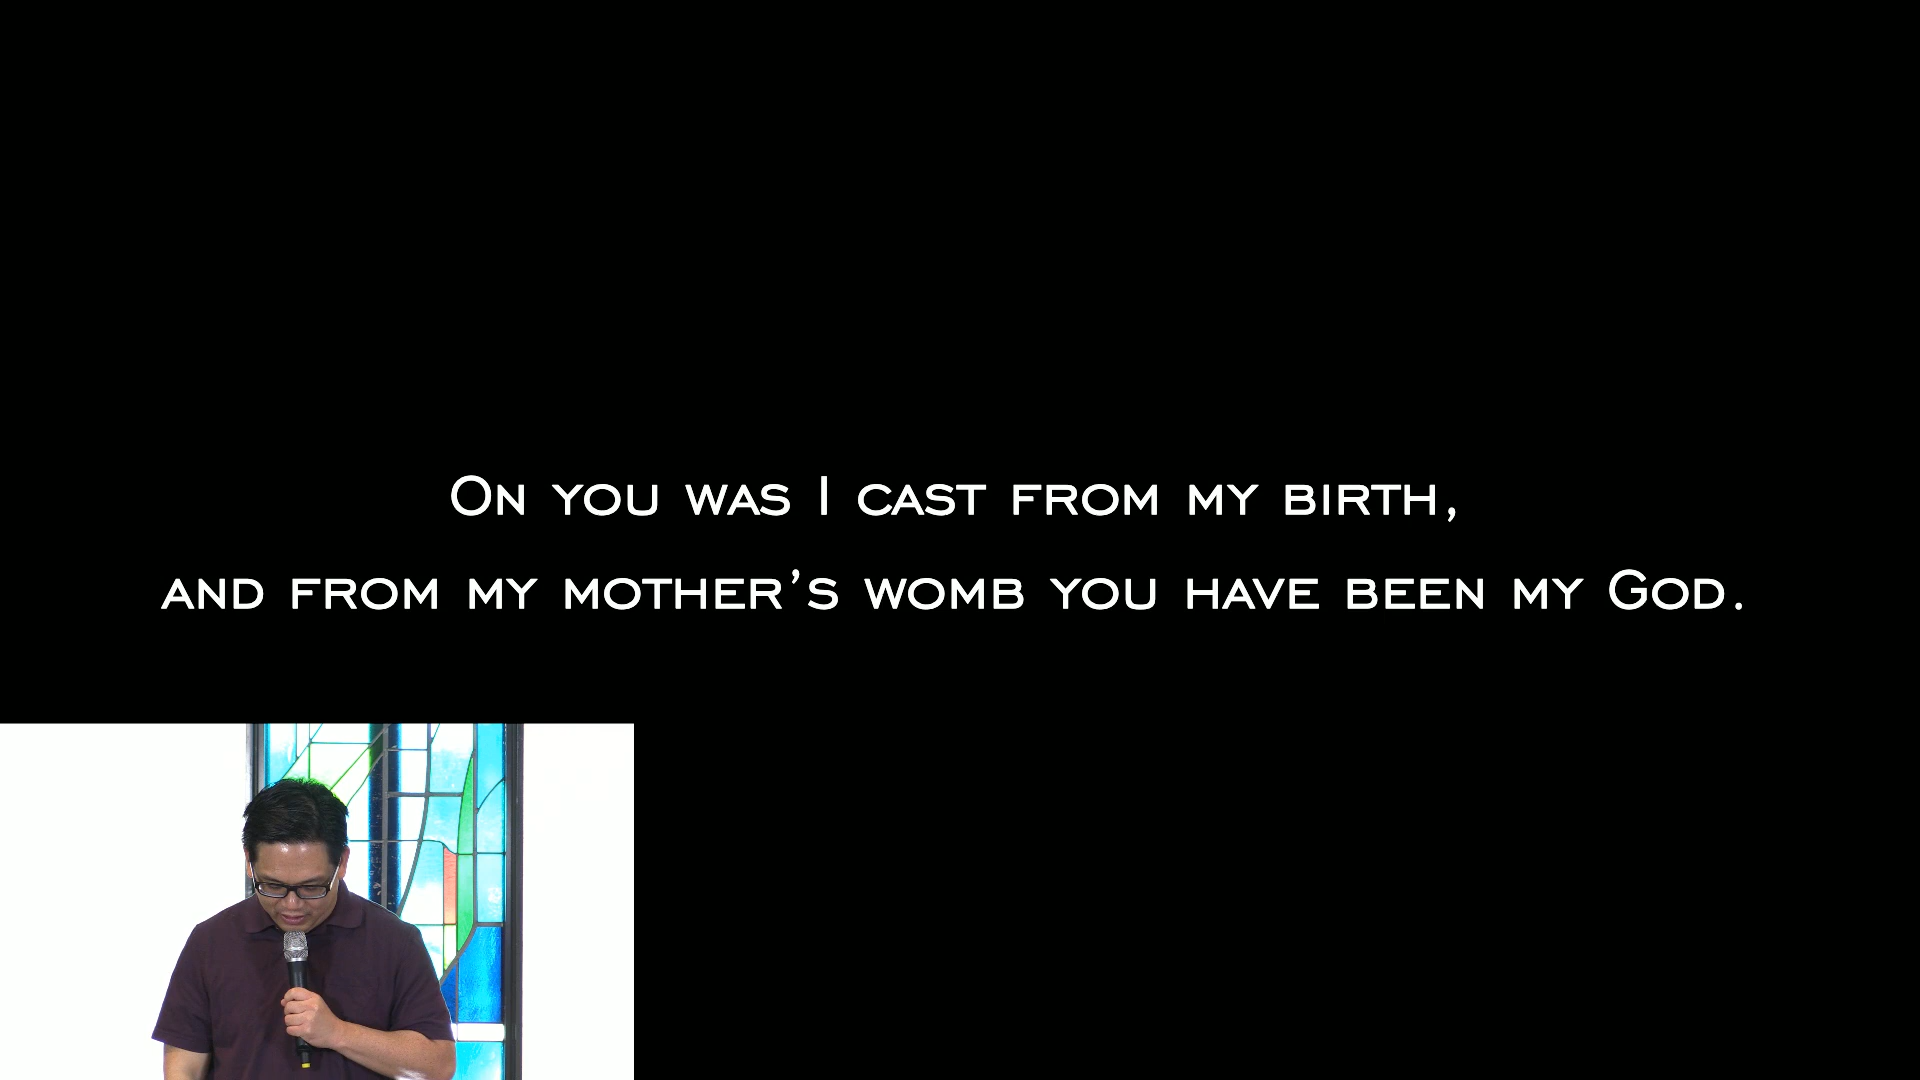 On you was I cast from my birth,
and from my mother’s womb you have been my God.